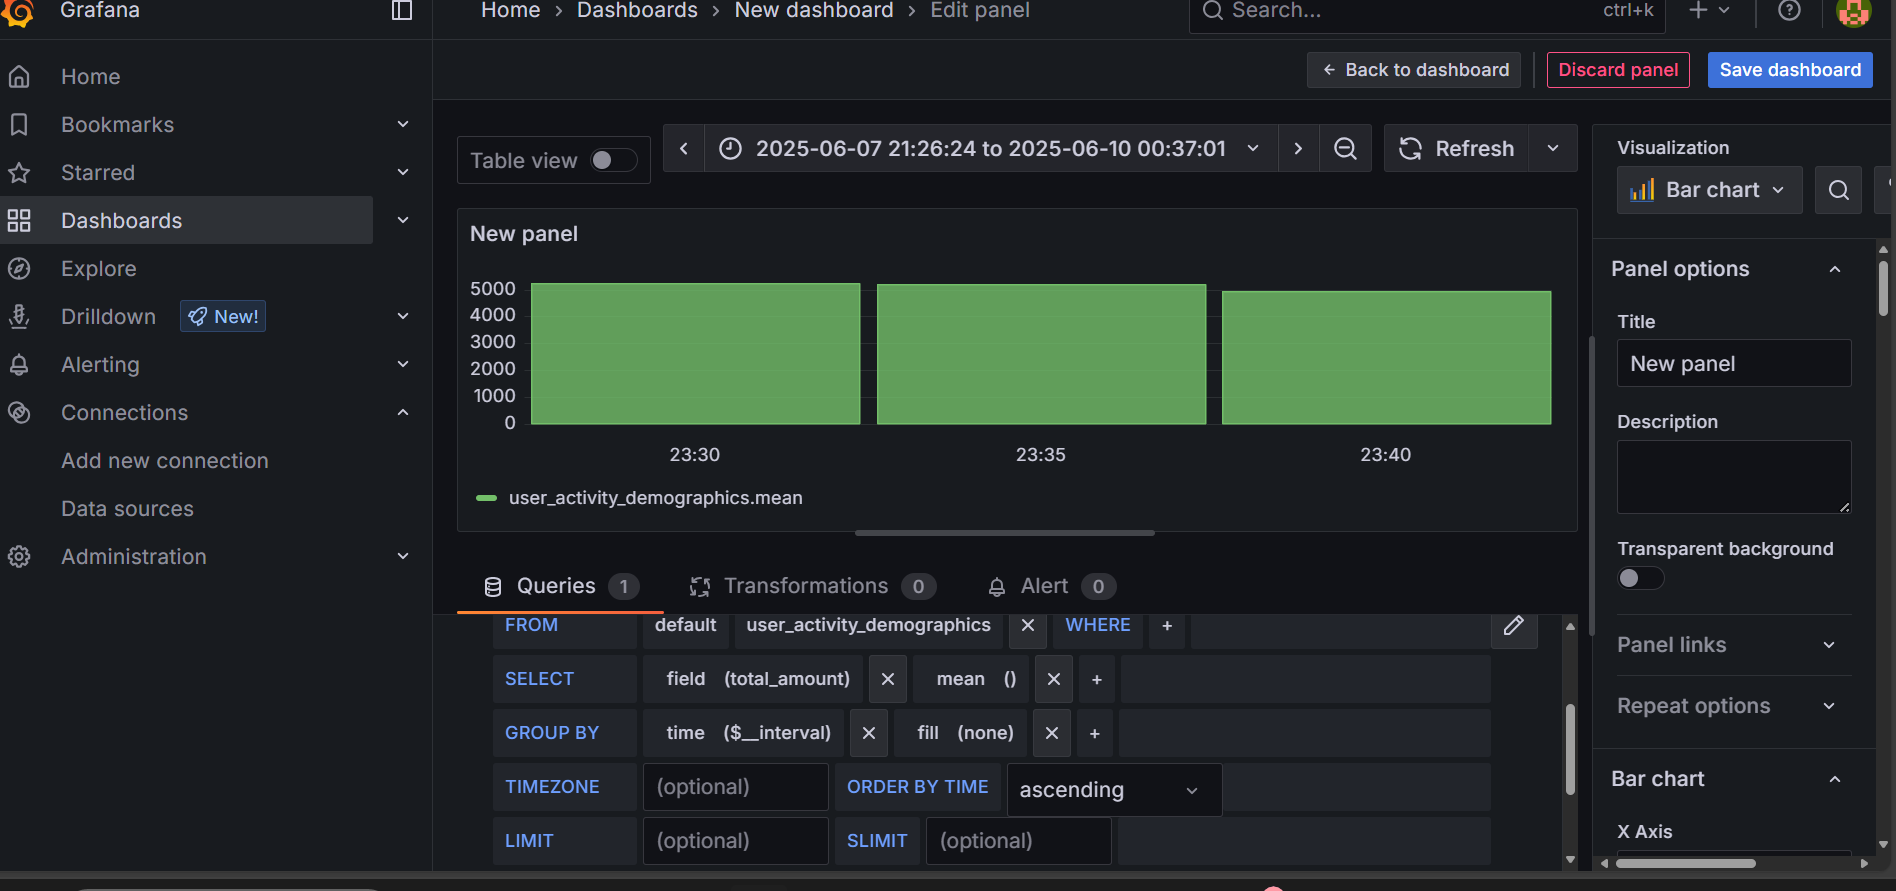 Grafana
Home › Dashboards › New dashboard › Edit panel
Search...
ctrl+k
Home
Bookmarks
Starred
Dashboards
Explore
Drilldown
New!
Alerting
Connections
Add new connection
Data sources
Administration
← Back to dashboard
Discard panel
Save dashboard
Table view
2025-06-07 21:26:24 to 2025-06-10 00:37:01
Refresh
New panel
5000
4000
3000
2000
1000
0
23:30
23:35
23:40
user_activity_demographics.mean
Queries 1
Transformations 0
Alert 0
FROM default user_activity_demographics WHERE +
SELECT field (total_amount) mean () +
GROUP BY time ($__interval) fill (none) +
TIMEZONE (optional) ORDER BY TIME ascending
LIMIT (optional) SLIMIT (optional)
Visualization
Bar chart
Panel options
Title
New panel
Description
Transparent background
Panel links
Repeat options
Bar chart
X Axis